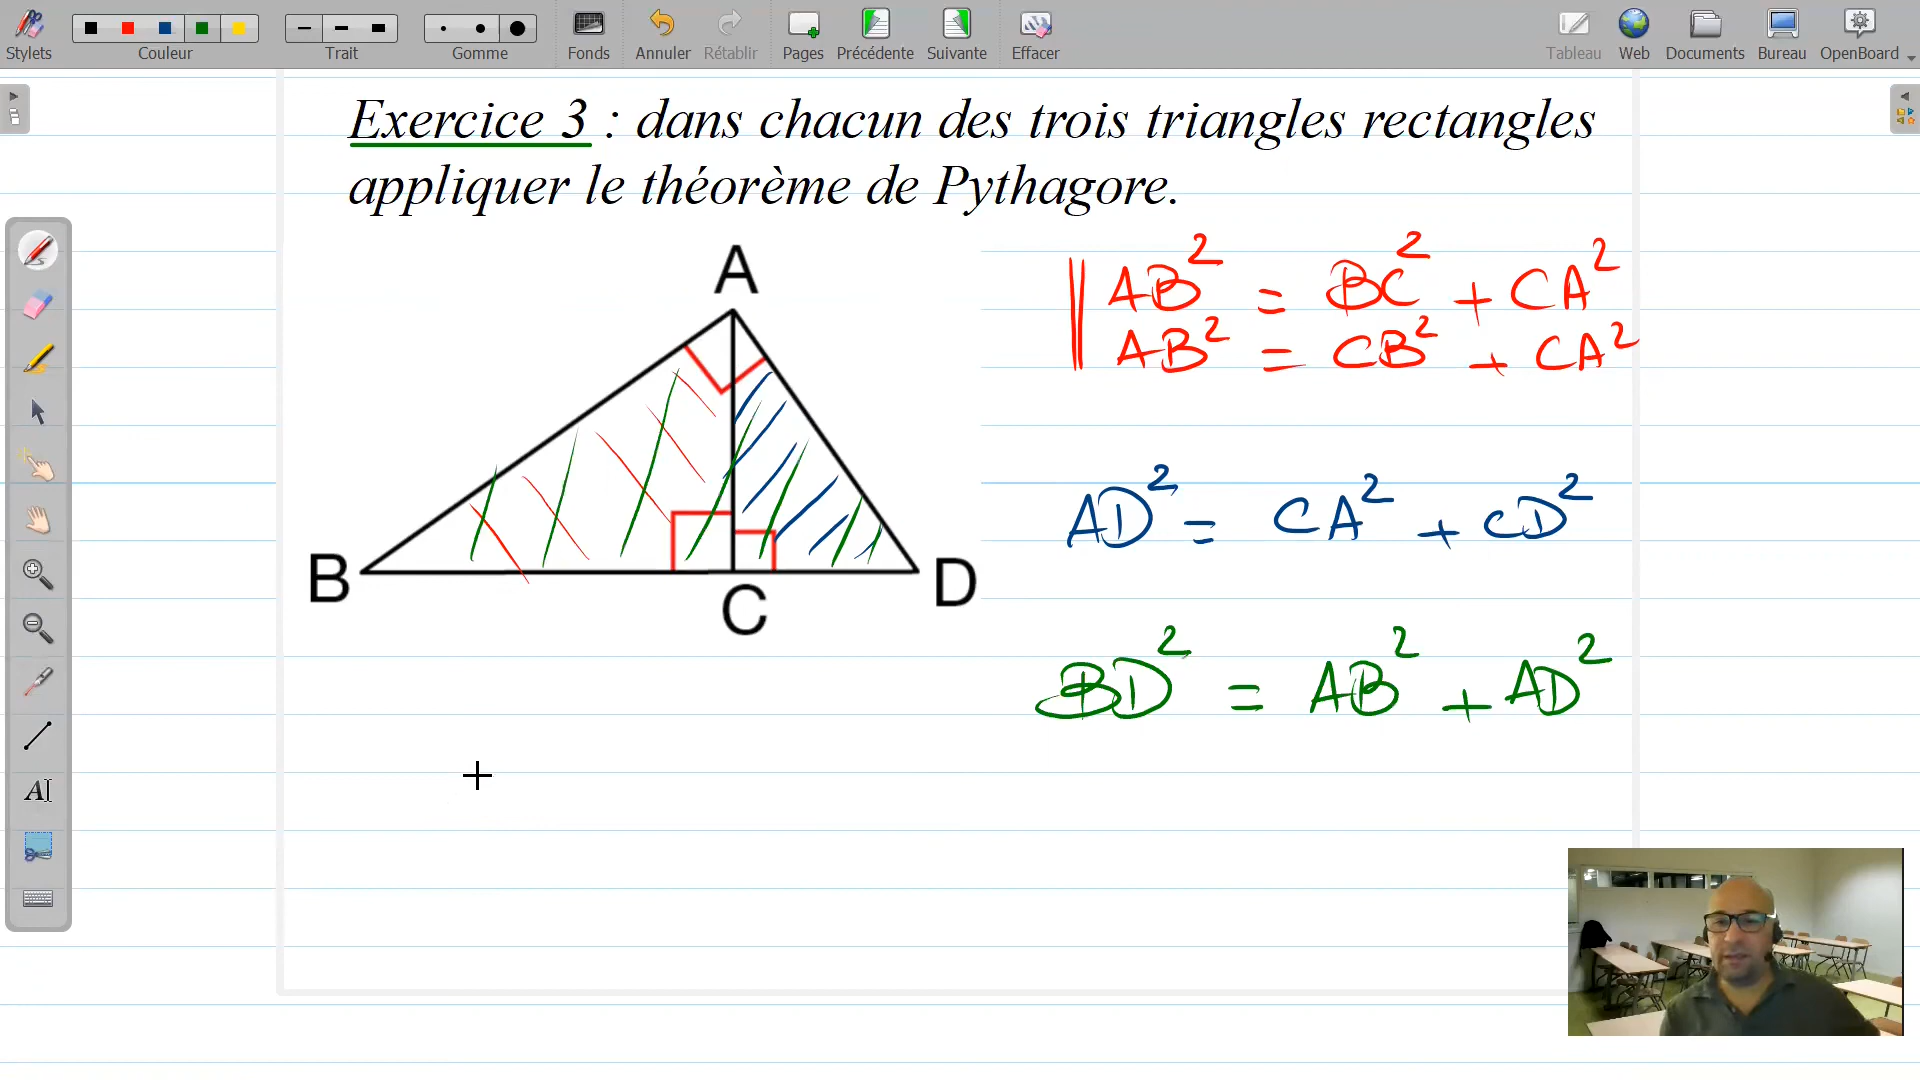 Stylets
Couleur
Trait
Gomme
Fonds
Annuler
Rétablir
Pages
Précédente
Suivante
Effacer
Tableau
Web
Documents
Bureau
OpenBoard
Exercice 3 : dans chacun des trois triangles rectangles
appliquer le théorème de Pythagore.
A
B
C
D
AB² = BC² + CA²
AB² = CB² + CA²
AD² = CA² + CD²
BD² = AB² + AD²
A